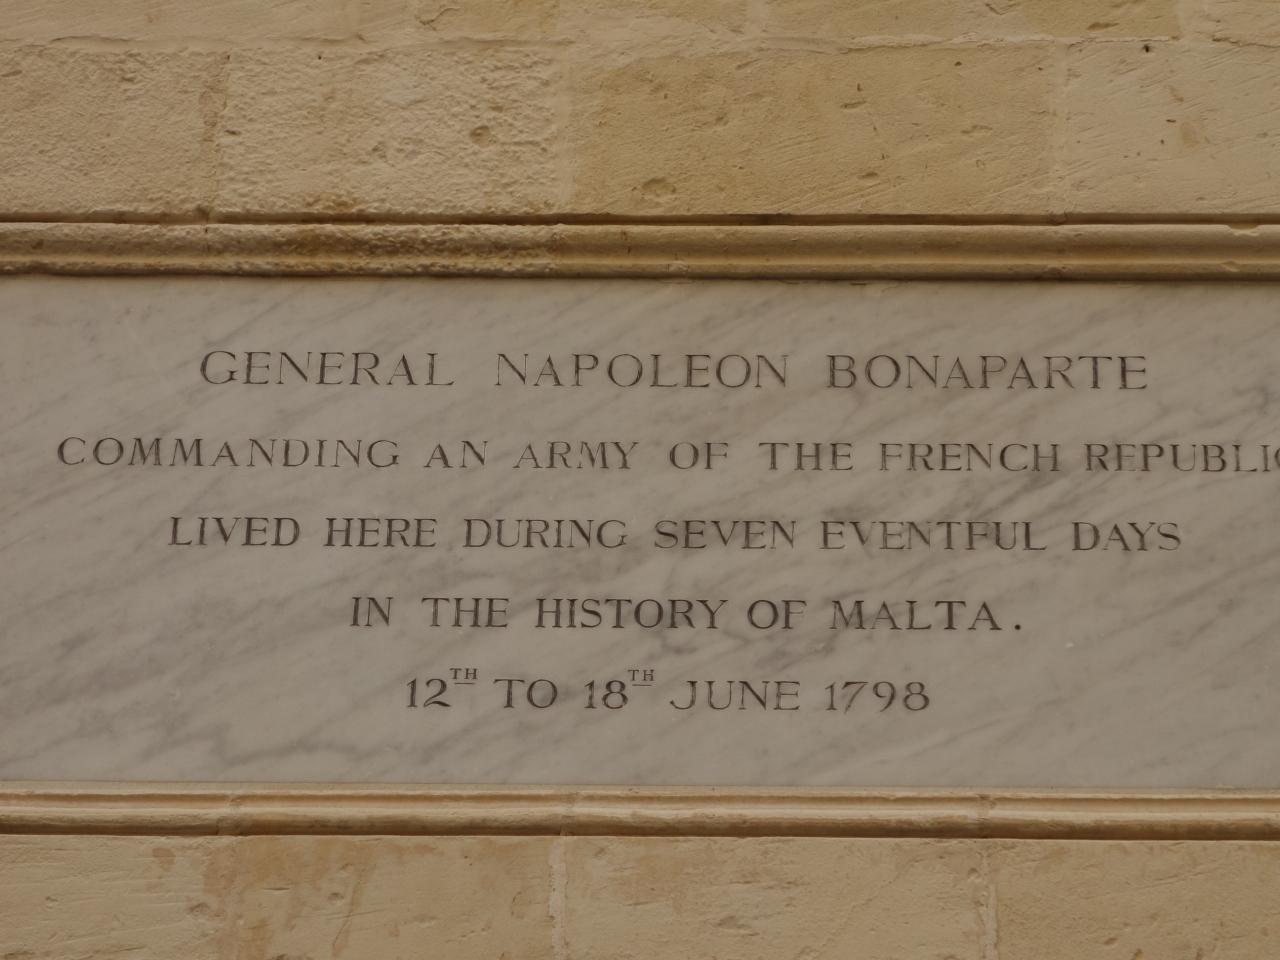 GENERAL NAPOLEON BONAPARTE
COMMANDING AN ARMY OF THE FRENCH REPUBLIC
LIVED HERE DURING SEVEN EVENTFUL DAYS
IN THE HISTORY OF MALTA.
12TH TO 18TH JUNE 1798